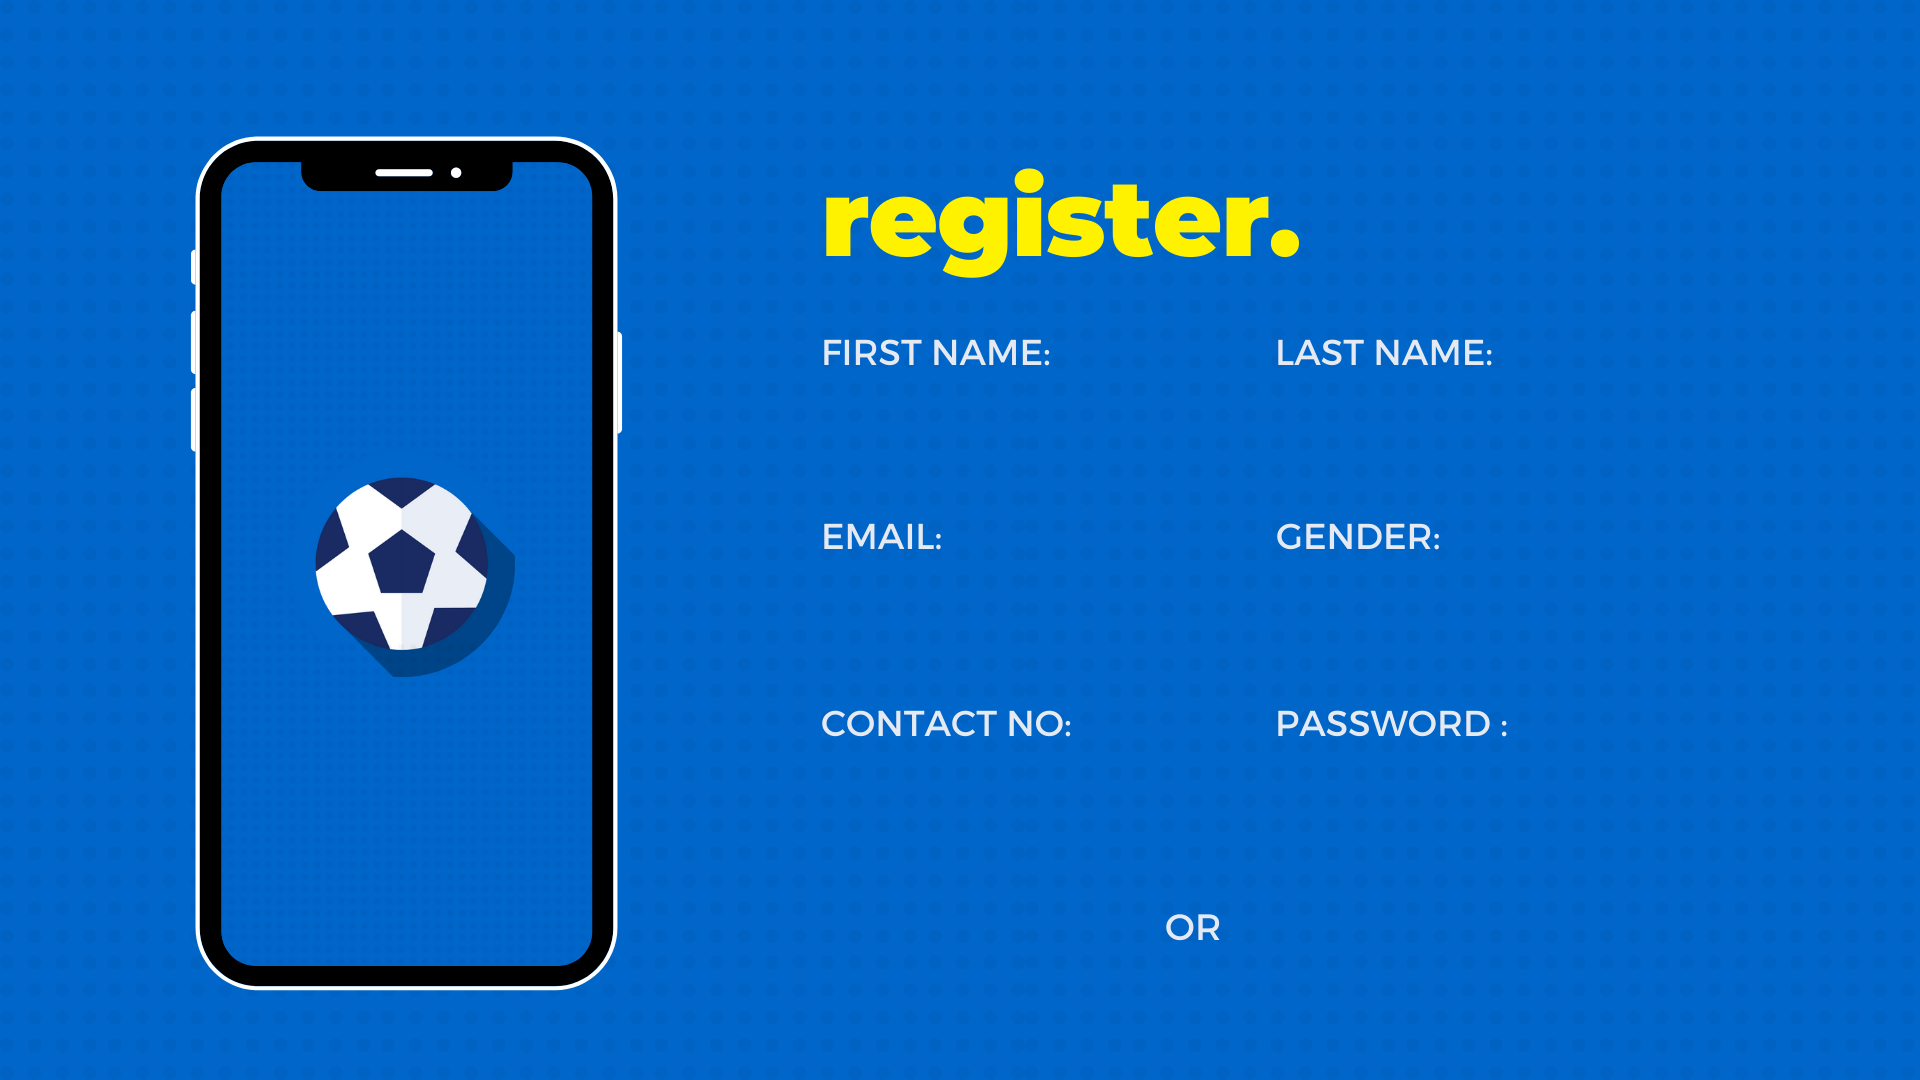 register.
FIRST NAME: LAST NAME:
EMAIL: GENDER:
CONTACT NO: PASSWORD :
OR